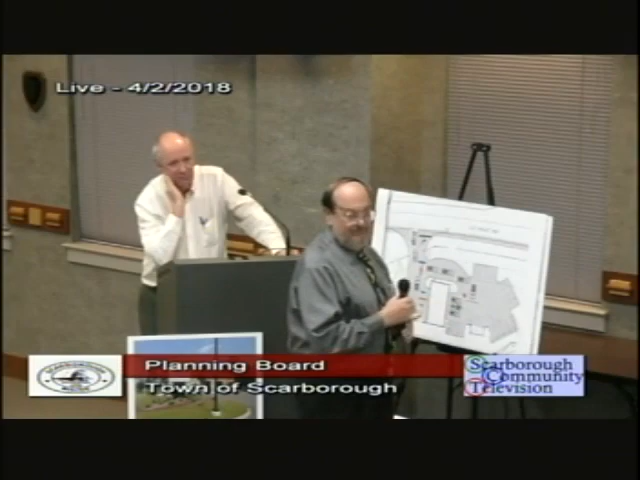 Live - 4/2/2018
Planning Board
Town of Scarborough
Scarborough
Community
Television